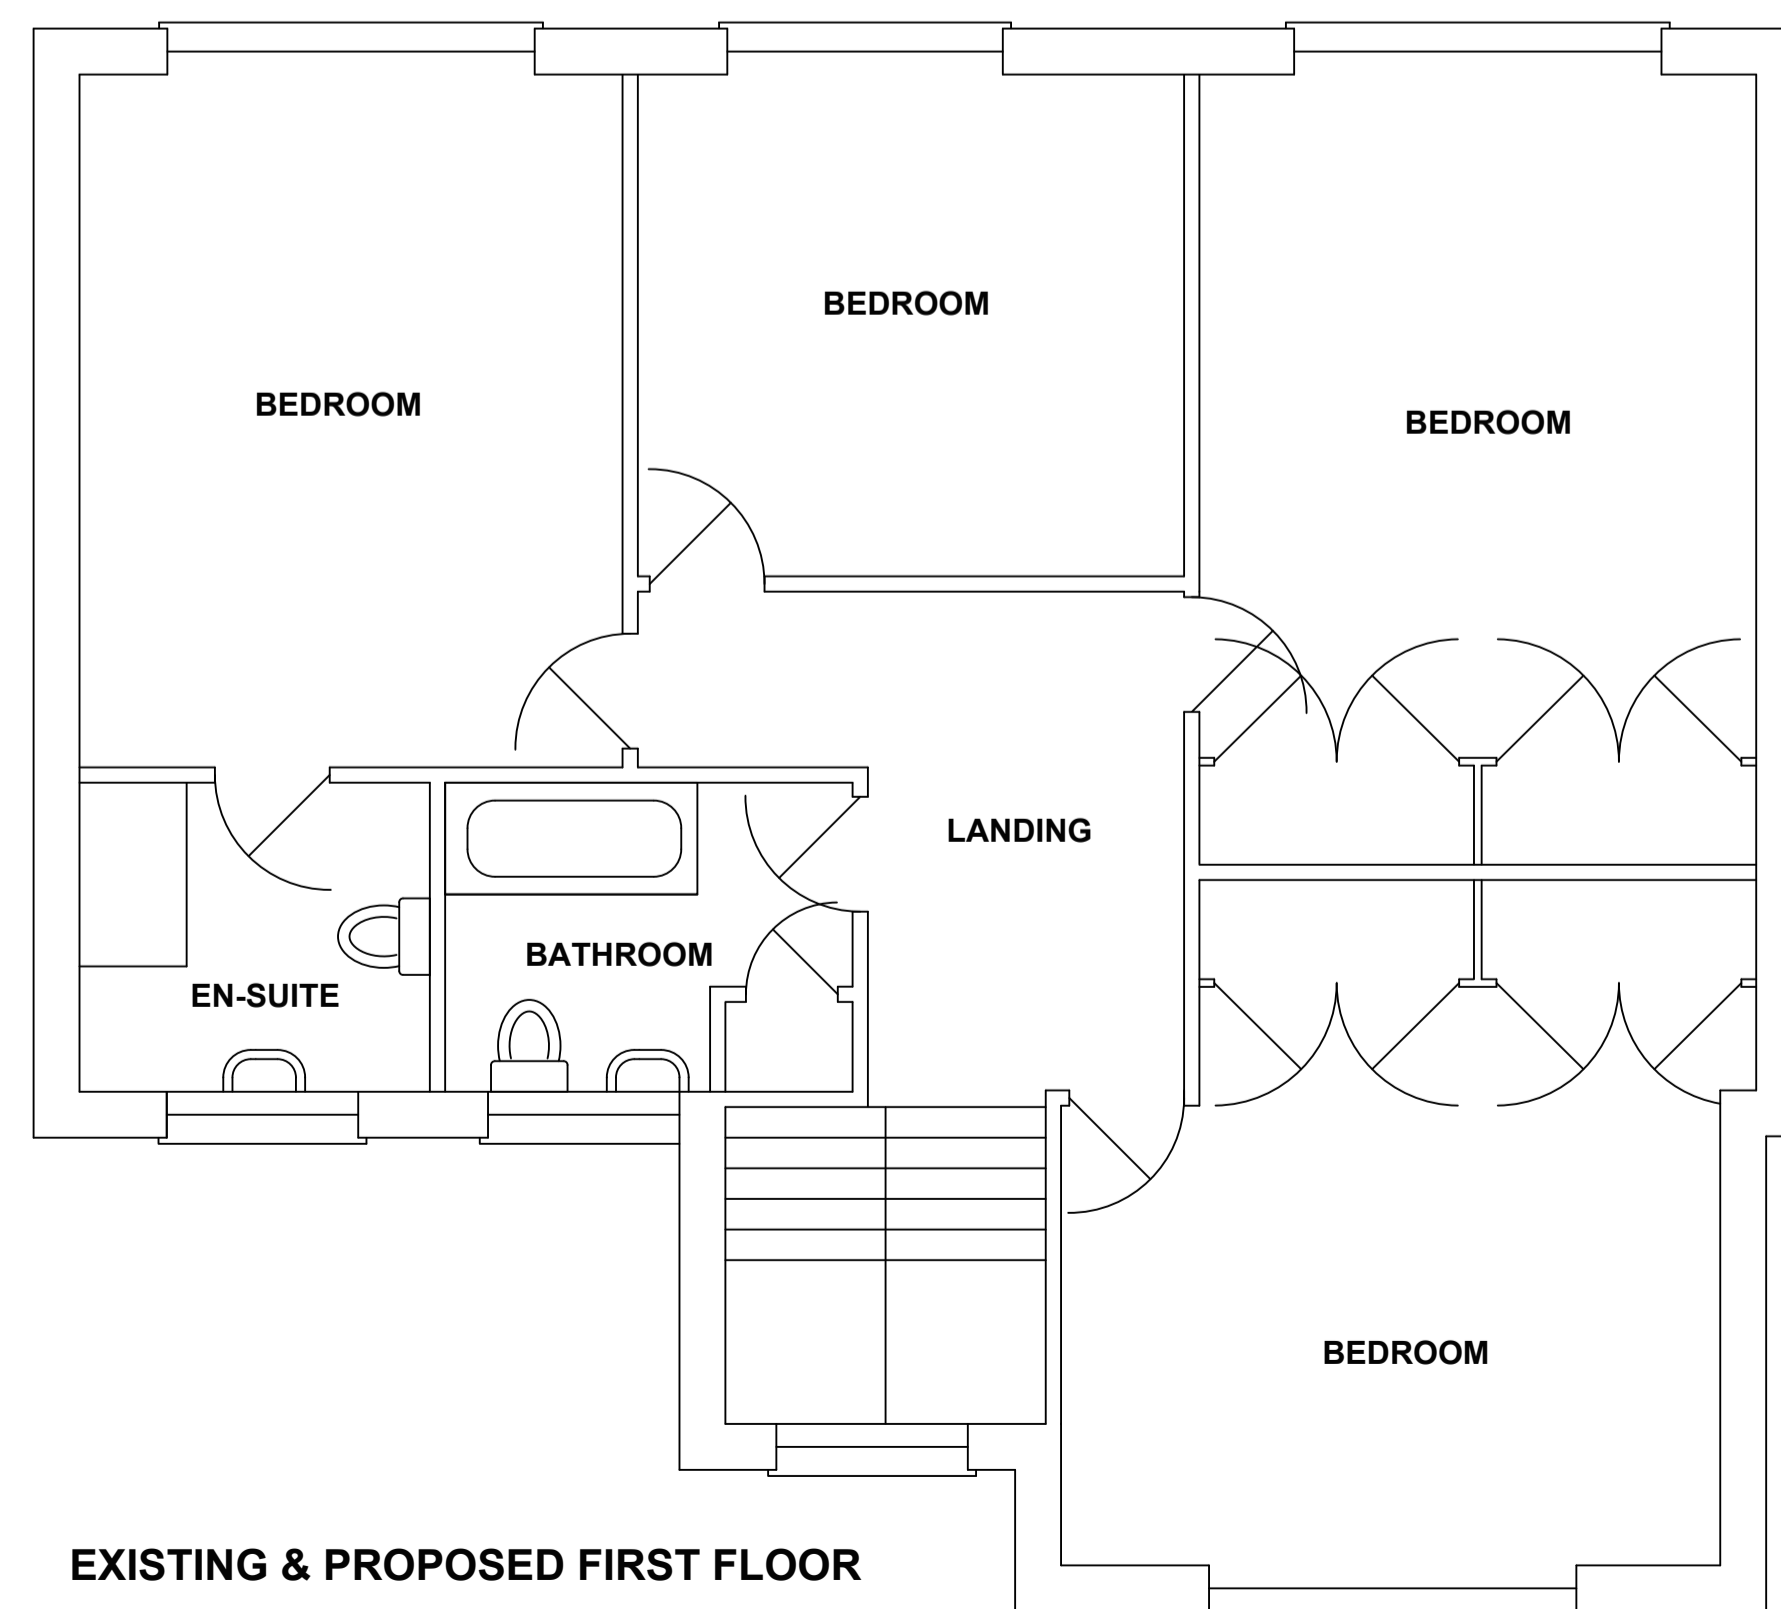 BEDROOM
BEDROOM
BEDROOM
LANDING
BATHROOM
EN-SUITE
BEDROOM
EXISTING & PROPOSED FIRST FLOOR